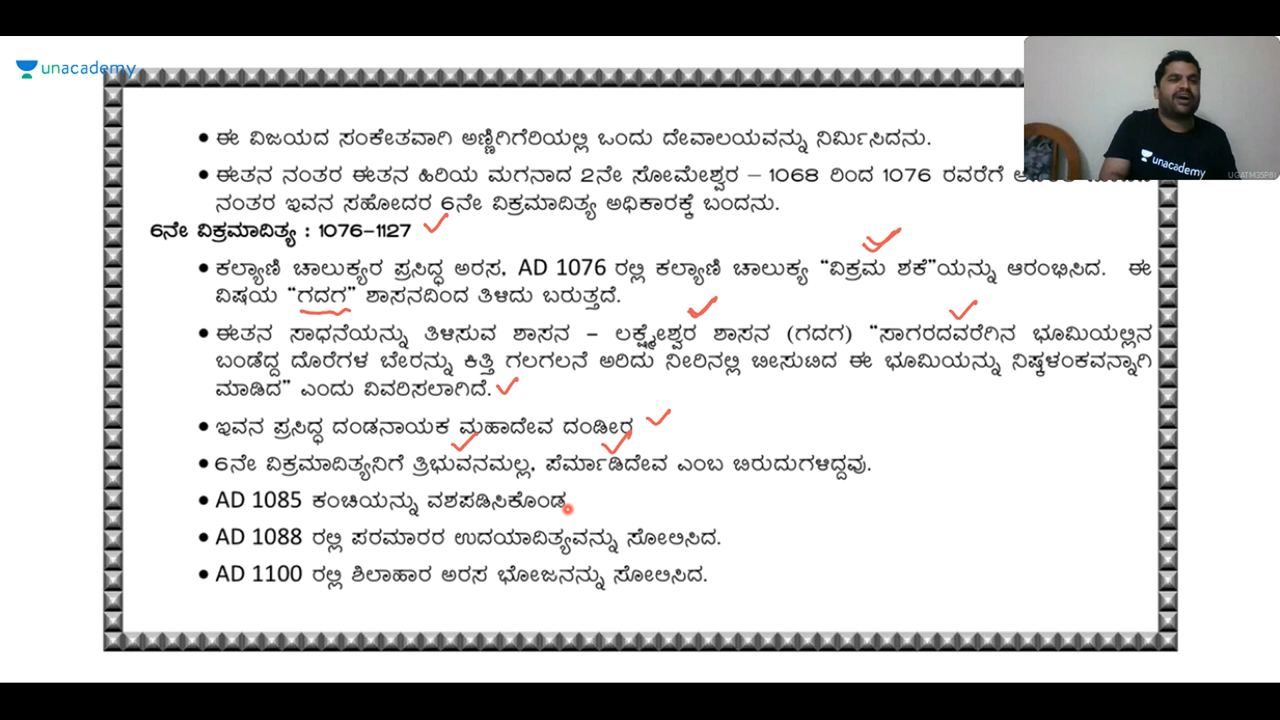 unacademy
• ಈ ವಿಜಯದ ಸಂಕೇತವಾಗಿ ಅಣ್ಣಿಗಿಗೆರಿಯಲ್ಲಿ ಒಂದು ದೇವಾಲಯವನ್ನು ನಿರ್ಮಿಸಿದನು.
• ಈತನ ನಂತರ ಈತನ ಹಿರಿಯ ಮಗನಾದ 2ನೇ ಸೋಮೇಶ್ವರ – 1068 ರಿಂದ 1076 ರವರೆಗೆ
ನಂತರ ಇವನ ಸಹೋದರ 6ನೇ ವಿಕ್ರಮಾದಿತ್ಯ ಅಧಿಕಾರಕ್ಕೆ ಬಂದನು.
6ನೇ ವಿಕ್ರಮಾದಿತ್ಯ : 1076-1127
• ಕಲ್ಯಾಣಿ ಚಾಲುಕ್ಯರ ಪ್ರಸಿದ್ಧ ಅರಸ, AD 1076 ರಲ್ಲಿ ಕಲ್ಯಾಣಿ ಚಾಲುಕ್ಯ “ವಿಕ್ರಮ ಶಕೆ”ಯನ್ನು ಆರಂಭಿಸಿದ. ಈ
ವಿಷಯ “ಗದಗ” ಶಾಸನದಿಂದ ತಿಳಿದು ಬರುತ್ತದೆ.
• ಈತನ ಸಾಧನೆಯನ್ನು ತಿಳಿಸುವ ಶಾಸನ – ಲಕ್ಷ್ಮೇಶ್ವರ ಶಾಸನ (ಗದಗ) “ಸಾಗರದವರೆಗಿನ ಭೂಮಿಯಲ್ಲಿನ
ಬಂಡೆದ್ದ ದೊರೆಗಳ ಬೇರನ್ನು ಕಿತ್ತಿ ಗಲಗಲನೆ ಅರಿದು ನೀರಿನಲ್ಲಿ ಬೀಸುಟಿದ ಈ ಭೂಮಿಯನ್ನು ನಿಷ್ಕಳಂಕವನ್ನಾಗಿ
ಮಾಡಿದ” ಎಂದು ವಿವರಿಸಲಾಗಿದೆ.
• ಇವನ ಪ್ರಸಿದ್ಧ ದಂಡನಾಯಕ ಮಹಾದೇವ ದಂಡೀರ
• 6ನೇ ವಿಕ್ರಮಾದಿತ್ಯನಿಗೆ ತ್ರಿಭುವನಮಲ್ಲ, ಪೆರ್ಮಾಡಿದೇವ ಎಂಬ ಬಿರುದುಗಳಿದ್ದವು.
• AD 1085 ಕಂಚಿಯನ್ನು ವಶಪಡಿಸಿಕೊಂಡ
• AD 1088 ರಲ್ಲಿ ಪರಮಾರರ ಉದಯಾದಿತ್ಯವನ್ನು ಸೋಲಿಸಿದ.
• AD 1100 ರಲ್ಲಿ ಶಿಲಾಹಾರ ಅರಸ ಭೋಜನನ್ನು ಸೋಲಿಸಿದ.
unacademy